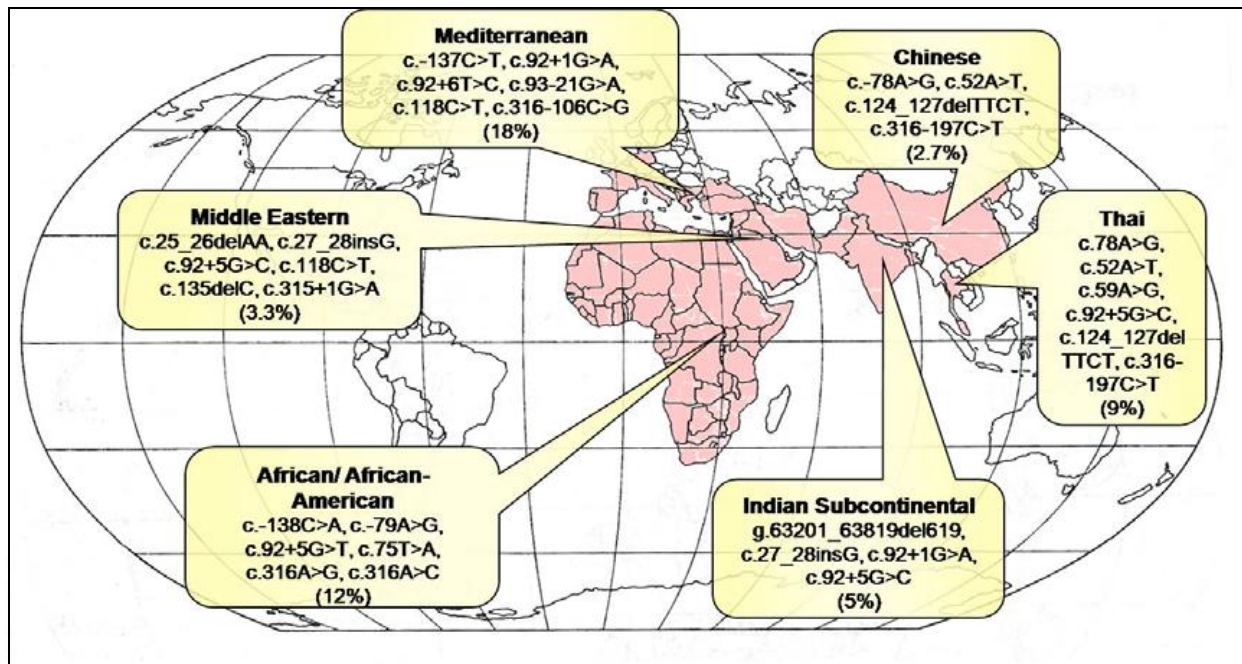 Mediterranean
c.-137C>T, c.92+1G>A,
c.92+6T>C, c.93-21G>A,
c.118C>T, c.316-106C>G
(18%)
Chinese
c.-78A>G, c.52A>T,
c.124_127delTTCT,
c.316-197C>T
(2.7%)
Middle Eastern
c.25_26delAA, c.27_28insG,
c.92+5G>C, c.118C>T,
c.135delC, c.315+1G>A
(3.3%)
Thai
c.78A>G,
c.52A>T,
c.59A>G,
c.92+5G>C,
c.124_127del
TTCT, c.316-
197C>T
(9%)
African/ African-
American
c.-138C>A, c.-79A>G,
c.92+5G>T, c.75T>A,
c.316A>G, c.316A>C
(12%)
Indian Subcontinental
g.63201_63819del619,
c.27_28insG, c.92+1G>A,
c.92+5G>C
(5%)